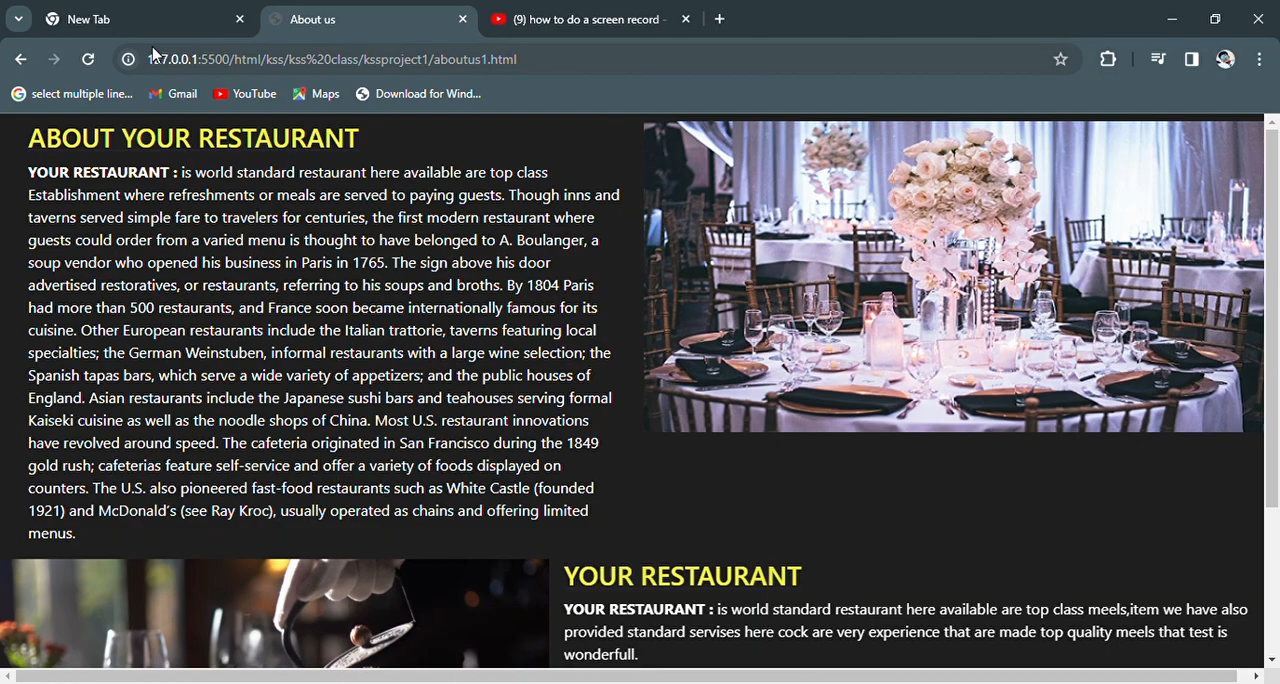 New Tab
About us
(9) how to do a screen record -
127.0.0.1:5500/html/kss/kss%20class/kssproject1/aboutus1.html
select multiple line...
Gmail
YouTube
Maps
Download for Wind...
ABOUT YOUR RESTAURANT
YOUR RESTAURANT : is world standard restaurant here available are top class
Establishment where refreshments or meals are served to paying guests. Though inns and
taverns served simple fare to travelers for centuries, the first modern restaurant where
guests could order from a varied menu is thought to have belonged to A. Boulanger, a
soup vendor who opened his business in Paris in 1765. The sign above his door
advertised restoratives, or restaurants, referring to his soups and broths. By 1804 Paris
had more than 500 restaurants, and France soon became internationally famous for its
cuisine. Other European restaurants include the Italian trattorie, taverns featuring local
specialties; the German Weinstuben, informal restaurants with a large wine selection; the
Spanish tapas bars, which serve a wide variety of appetizers; and the public houses of
England. Asian restaurants include the Japanese sushi bars and teahouses serving formal
Kaiseki cuisine as well as the noodle shops of China. Most U.S. restaurant innovations
have revolved around speed. The cafeteria originated in San Francisco during the 1849
gold rush; cafeterias feature self-service and offer a variety of foods displayed on
counters. The U.S. also pioneered fast-food restaurants such as White Castle (founded
1921) and McDonald's (see Ray Kroc), usually operated as chains and offering limited
menus.
5
YOUR RESTAURANT
YOUR RESTAURANT : is world standard restaurant here available are top class meels,item we have also
provided standard servises here cock are very experience that are made top quality meels that test is
wonderfull.